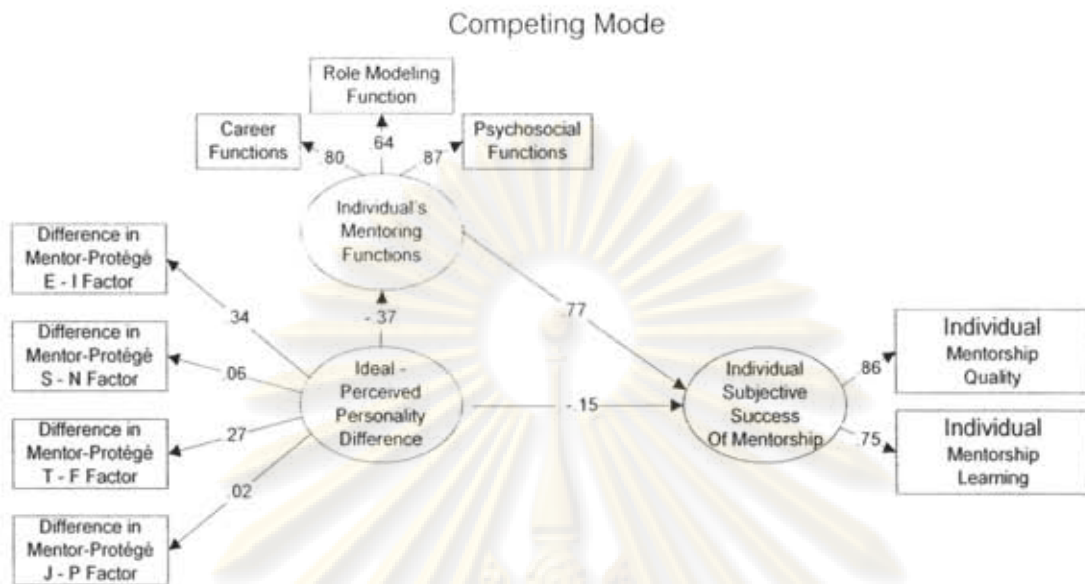 Competing Mode
Role Modeling
Function
Career
Functions
Psychosocial
Functions
.80
.64
.87
Individual's
Mentoring
Functions
Difference in
Mentor-Protégé
E - I Factor
Difference in
Mentor-Protégé
S - N Factor
Difference in
Mentor-Protégé
T - F Factor
Difference in
Mentor-Protégé
J - P Factor
.34
.06
.27
.02
-.37
Ideal -
Perceived
Personality
Difference
.77
-.15
Individual
Subjective
Success
Of Mentorship
.86
.75
Individual
Mentorship
Quality
Individual
Mentorship
Learning